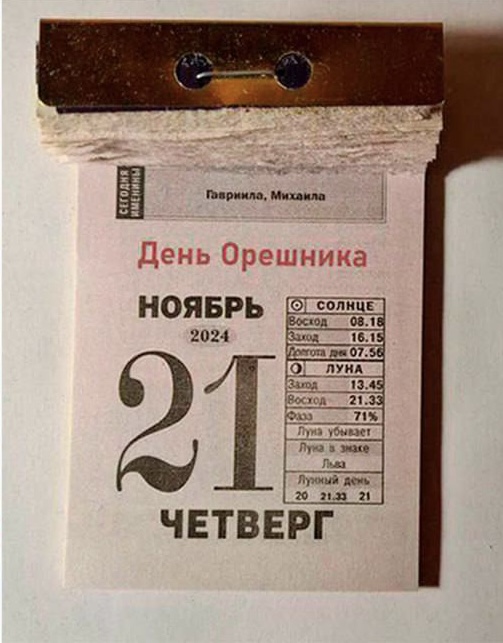 СЕГОДНЯ
ИМЕНИНЫ
Гавриила, Михаила
День Орешника
НОЯБРЬ
2024
21
ЧЕТВЕРГ
СОЛНЦЕ
Восход 08.18
Заход 16.15
Долгота дня 07.56
ЛУНА
Заход 13.45
Восход 21.33
Фаза 71%
Луна убывает
Луна в знаке
Льва
Лунный день
20 21.33 21